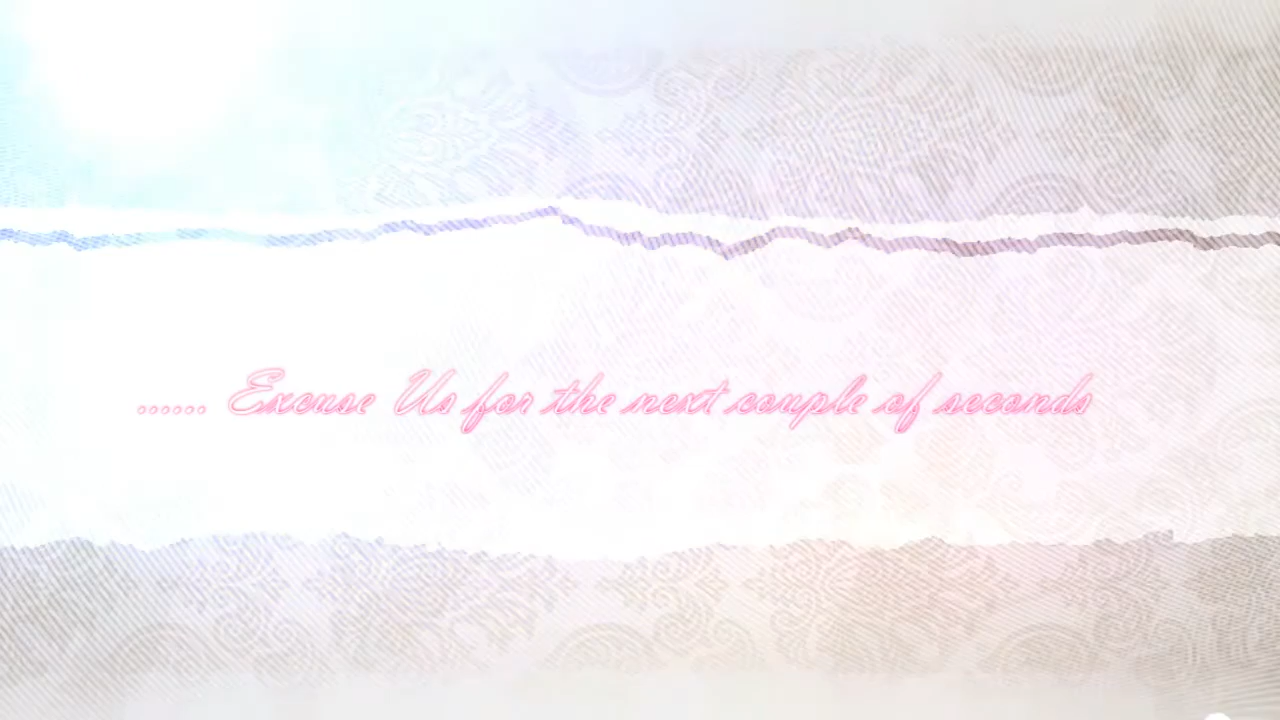 ...... Excuse Us for the next couple of seconds